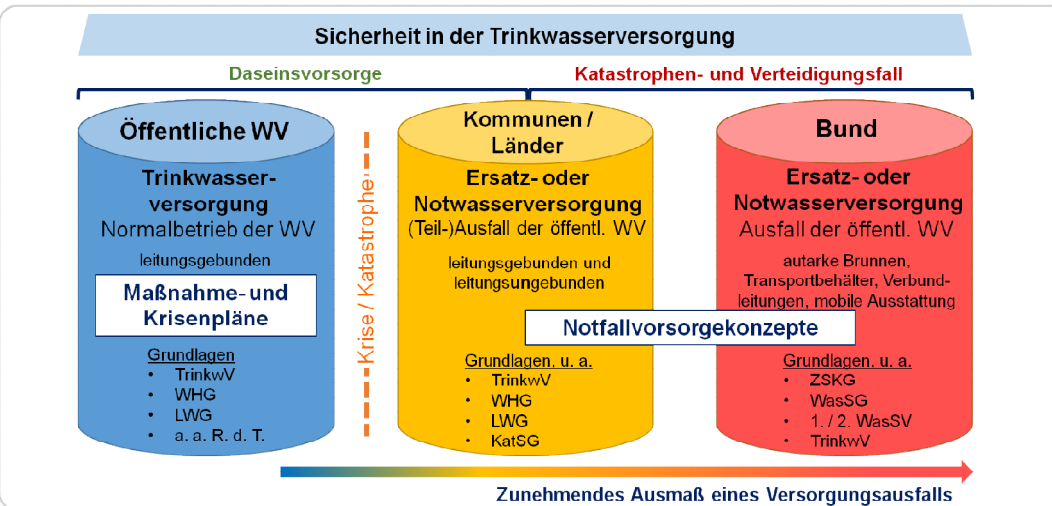 Sicherheit in der Trinkwasserversorgung
Daseinsvorsorge
Katastrophen- und Verteidigungsfall
Öffentliche WV
Trinkwasser-
versorgung
Normalbetrieb der WV
leitungsgebunden
Maßnahme- und
Krisenpläne
Grundlagen
• TrinkwV
• WHG
• LWG
• a. a. R. d. T.
Krise / Katastrophe
Kommunen /
Länder
Ersatz- oder
Notwasserversorgung
(Teil-)Ausfall der öffentl. WV
leitungsgebunden und
leitungsungebunden
Notfallvorsorgekonzepte
Grundlagen. u. a.
• TrinkwV
• WHG
• LWG
• KatSG
Bund
Ersatz- oder
Notwasserversorgung
Ausfall der öffentl. WV
autarke Brunnen,
Transportbehälter, Verbund-
leitungen, mobile Ausstattung
Grundlagen. u. a.
• ZSKG
• WasSG
• 1. / 2. WasSV
• TrinkwV
Zunehmendes Ausmaß eines Versorgungsausfalls